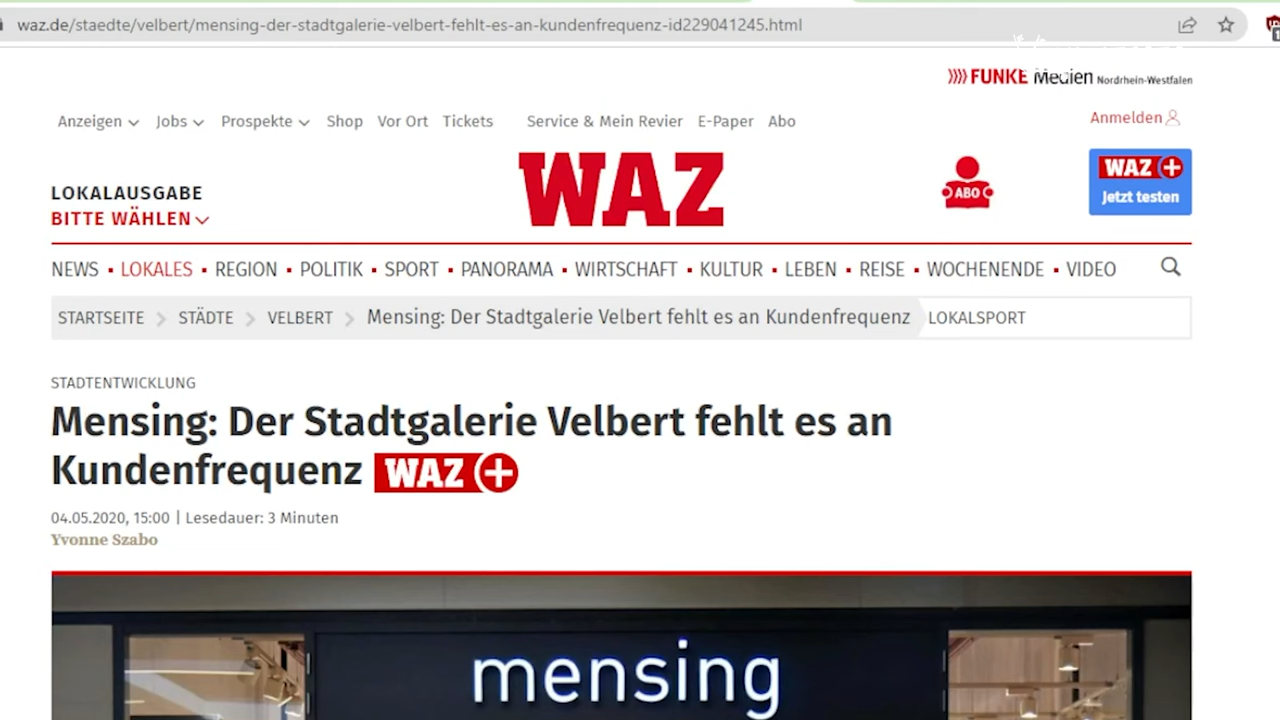 waz.de/staedte/velbert/mensing-der-stadtgalerie-velbert-fehlt-es-an-kundenfrequenz-id229041245.html
FUNKE Medien Nordrhein-Westfalen
Anzeigen Jobs Prospekte Shop Vor Ort Tickets Service & Mein Revier E-Paper Abo Anmelden
LOKALAUSGABE
BITTE WÄHLEN
WAZ
ABO
WAZ +
Jetzt testen
NEWS LOKALES REGION POLITIK SPORT PANORAMA WIRTSCHAFT KULTUR LEBEN REISE WOCHENENDE VIDEO
STARTSEITE STÄDTE VELBERT Mensing: Der Stadtgalerie Velbert fehlt es an Kundenfrequenz LOKALSPORT
STADTENTWICKLUNG
Mensing: Der Stadtgalerie Velbert fehlt es an
Kundenfrequenz WAZ +
04.05.2020, 15:00 | Lesedauer: 3 Minuten
Yvonne Szabo
mensing